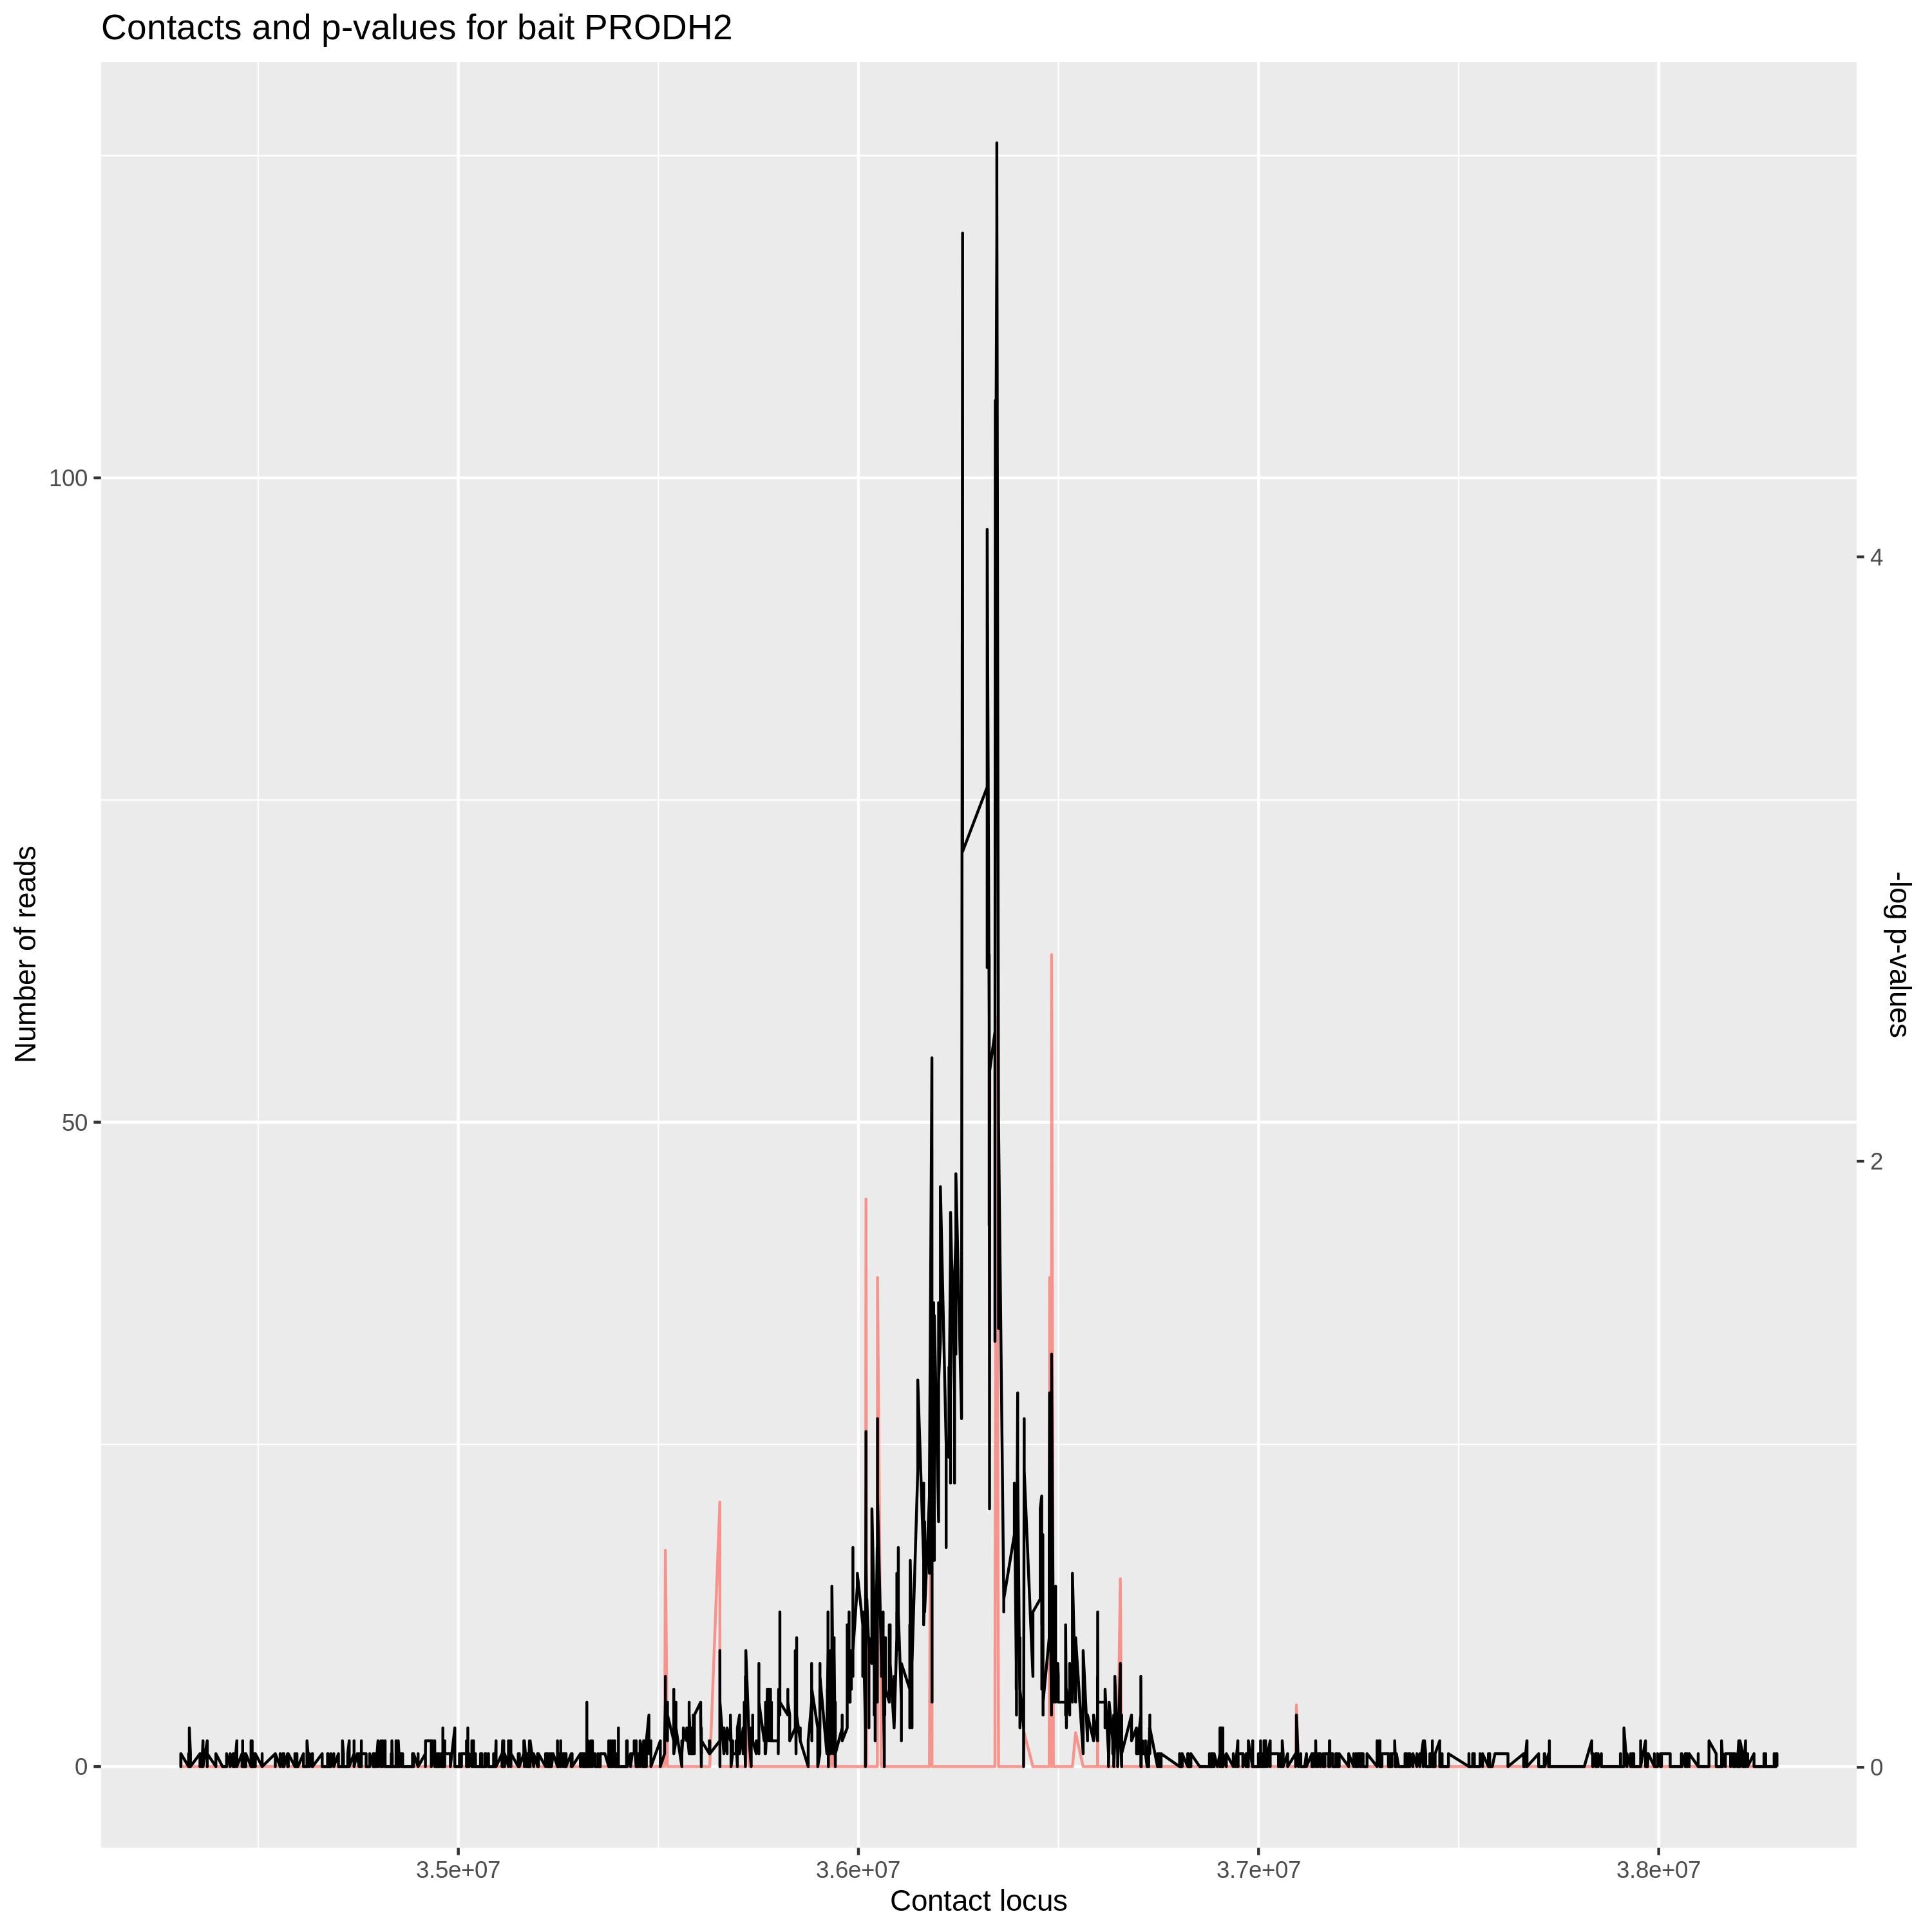 Contacts and p-values for bait PRODH2
Number of reads
100
50
0
4
2
0
-log p-values
3.5e+07
3.6e+07
3.7e+07
3.8e+07
Contact locus